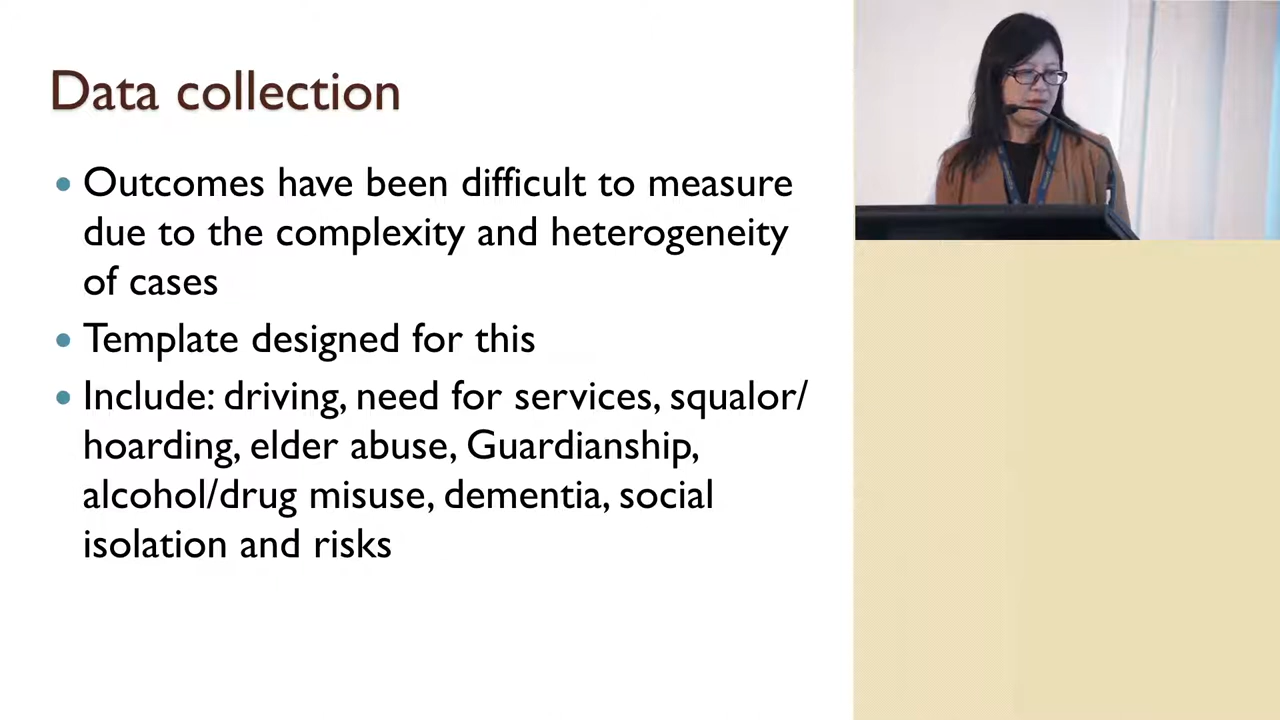 Data collection
Outcomes have been difficult to measure
due to the complexity and heterogeneity
of cases
Template designed for this
Include: driving, need for services, squalor/
hoarding, elder abuse, Guardianship,
alcohol/drug misuse, dementia, social
isolation and risks